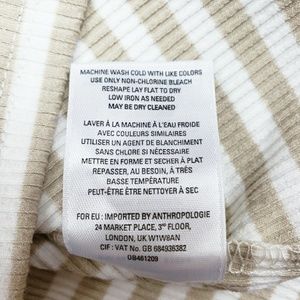 MACHINE WASH COLD WITH LIKE COLORS
USE ONLY NON-CHLORINE BLEACH
RESHAPE LAY FLAT TO DRY
LOW IRON AS NEEDED
MAY BE DRY CLEANED
LAVER À LA MACHINE À L'EAU FROIDE
AVEC COULEURS SIMILAIRES
UTILISER UN AGENT DE BLANCHIMENT
SANS CHLORE SI NÉCESSAIRE
METTRE EN FORME ET SECHER À PLAT
REPASSER, AU BESOIN, À TRÈS
BASSE TEMPÉRATURE
PEUT-ÊTRE ÊTRE NETTOYER À SEC
FOR EU : IMPORTED BY ANTHROPOLOGIE
24 MARKET PLACE, 3RD FLOOR,
LONDON, UK W1W8AN
CIF : VAT No. GB 684936382
OB461209